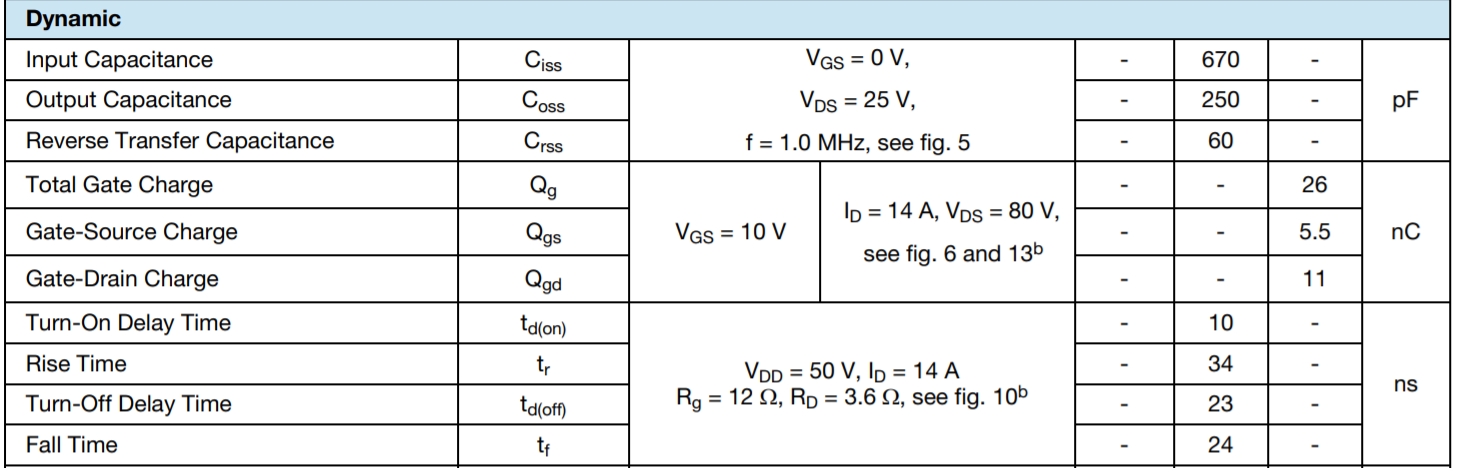 Dynamic
Input Capacitance Ciss VGS = 0 V, - 670 -
Output Capacitance Coss VDS = 25 V, - 250 - pF
Reverse Transfer Capacitance Crss f = 1.0 MHz, see fig. 5 - 60 -
Total Gate Charge Qg - - 26
Gate-Source Charge Qgs VGS = 10 V ID = 14 A, VDS = 80 V, - - 5.5 nC
see fig. 6 and 13b
Gate-Drain Charge Qgd - - 11
Turn-On Delay Time td(on) - 10 -
Rise Time tr VDD = 50 V, ID = 14 A - 34 - ns
Turn-Off Delay Time td(off) Rg = 12 Ω, RD = 3.6 Ω, see fig. 10b - 23 -
Fall Time tf - 24 -